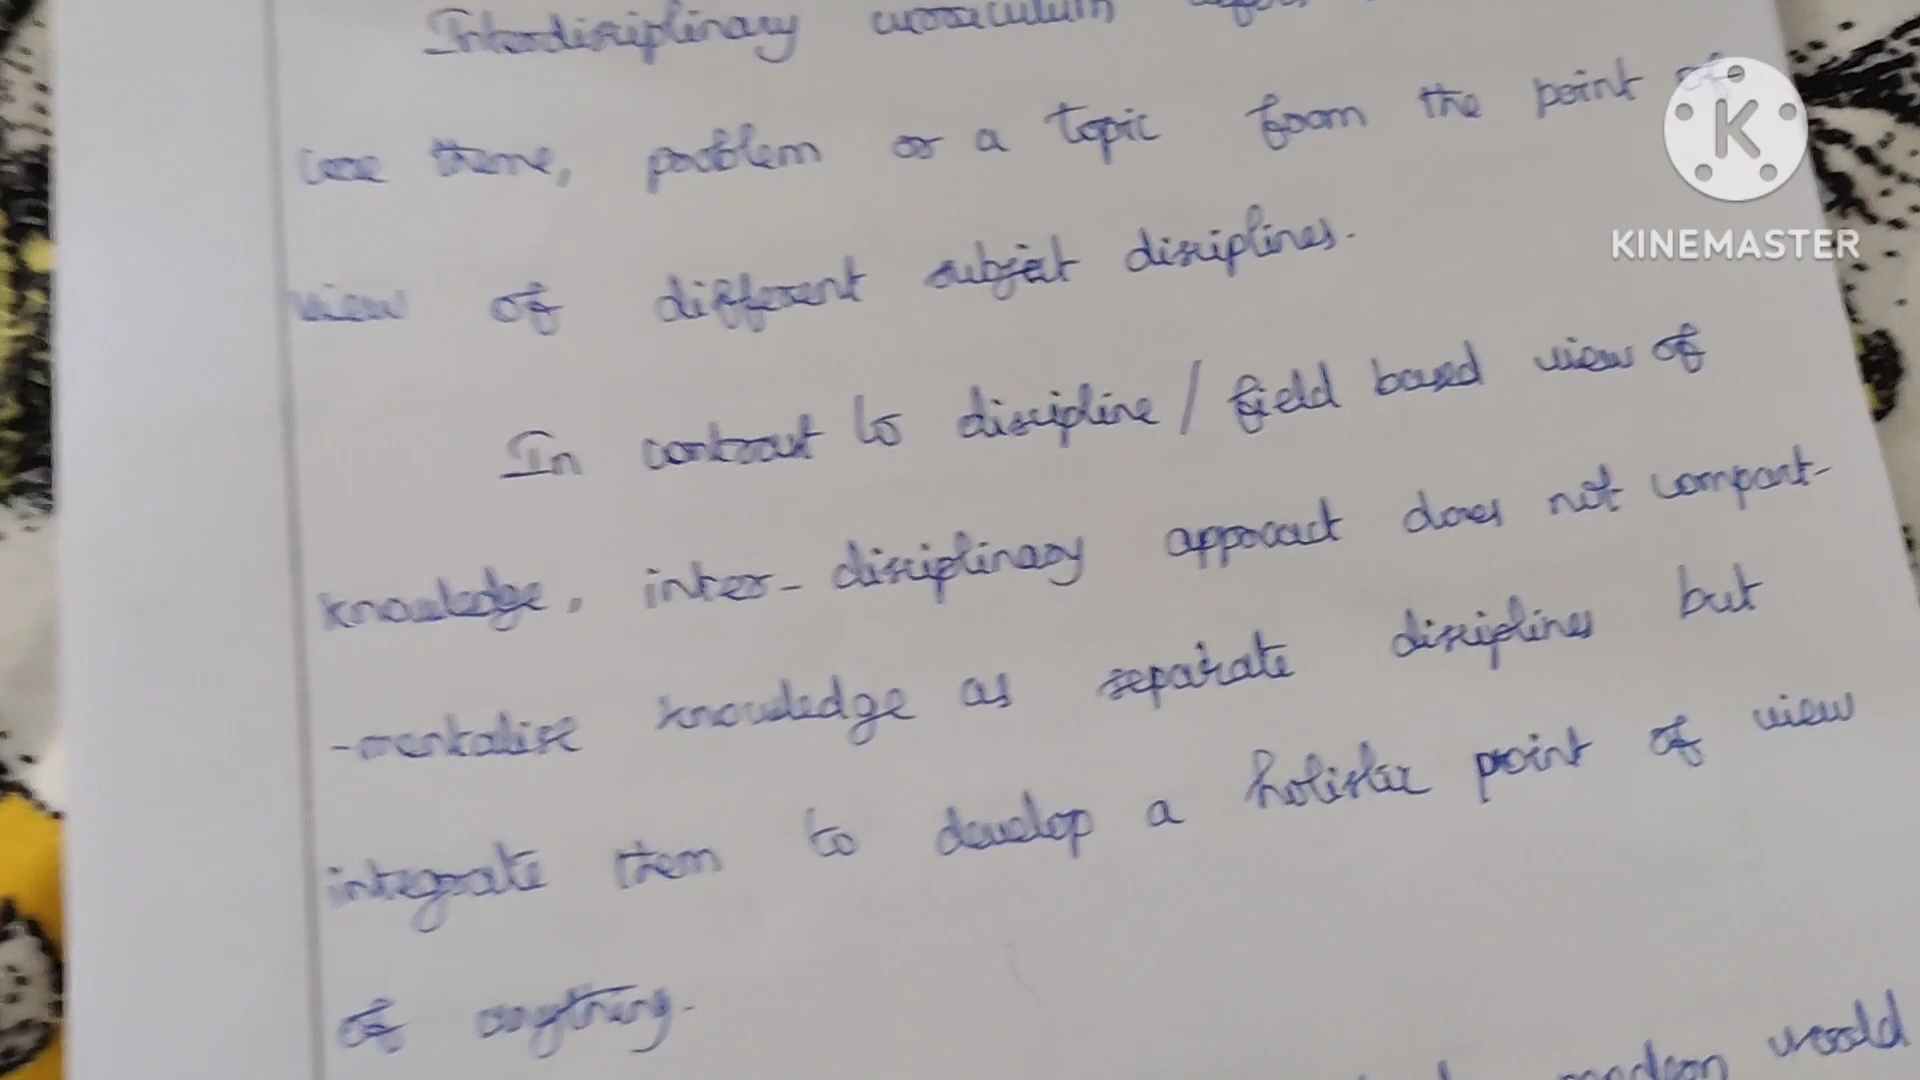 Interdisciplinary curriculum refers
theme, problem or a topic from the point of
view of different subject disciplines.
In contrast to discipline / field based view of
knowledge, inter-disciplinary approact does not compart-
-mentalise knowledge as separate disciplines but
integrate them to develop a holistic point of view
of anything.
modern world
K
KINEMASTER